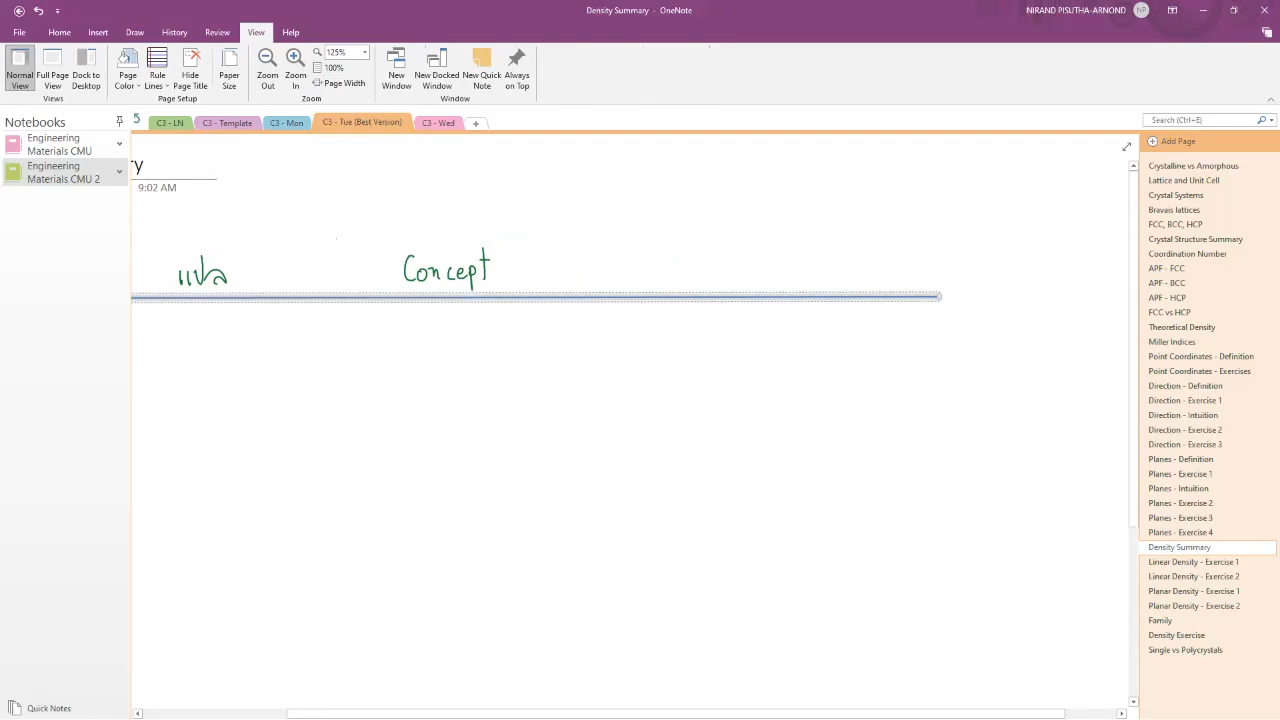 Density Summary - OneNote
NIRAND PISUTHA-ARNOND NP
File Home Insert Draw History Review View Help
Normal View
Full Page View
Dock to Desktop
Views
Page Color
Rule Lines
Hide Page Title
Paper Size
Page Setup
Zoom Out
Zoom In
125%
100%
Page Width
Zoom
New Window
New Docked Window
New Quick Note
Always on Top
Window
Notebooks
Engineering Materials CMU
Engineering Materials CMU 2
C3 - LN
C3 - Template
C3 - Mon
C3 - Tue (Best Version)
C3 - Wed
Search (Ctrl+E)
ry
9:02 AM
แปล Concept
Add Page
Crystalline vs Amorphous
Lattice and Unit Cell
Crystal Systems
Bravais lattices
FCC, BCC, HCP
Crystal Structure Summary
Coordination Number
APF - FCC
APF - BCC
APF - HCP
FCC vs HCP
Theoretical Density
Miller Indices
Point Coordinates - Definition
Point Coordinates - Exercises
Direction - Definition
Direction - Exercise 1
Direction - Intuition
Direction - Exercise 2
Direction - Exercise 3
Planes - Definition
Planes - Exercise 1
Planes - Intuition
Planes - Exercise 2
Planes - Exercise 3
Planes - Exercise 4
Density Summary
Linear Density - Exercise 1
Linear Density - Exercise 2
Planar Density - Exercise 1
Planar Density - Exercise 2
Family
Density Exercise
Single vs Polycrystals
Quick Notes